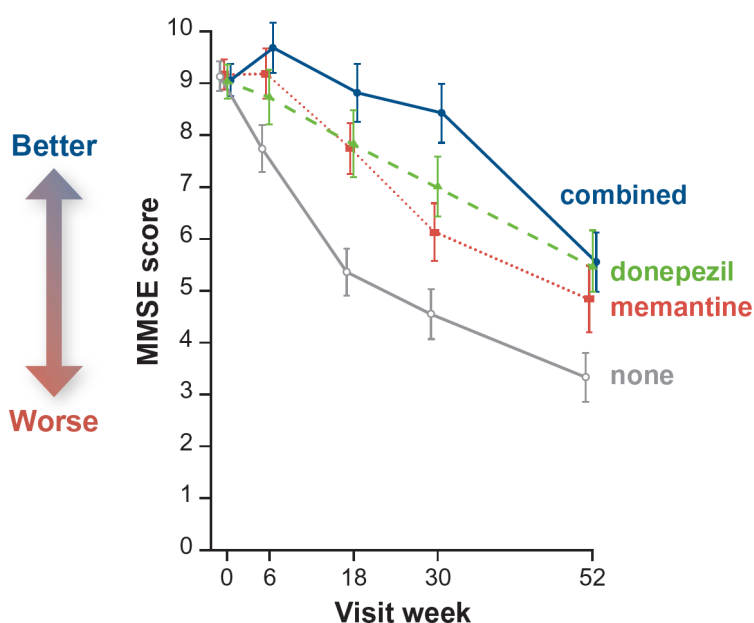 10
9
8
7
6
5
4
3
2
1
0
MMSE score
Better
Worse
combined
donepezil
memantine
none
0 6 18 30 52
Visit week